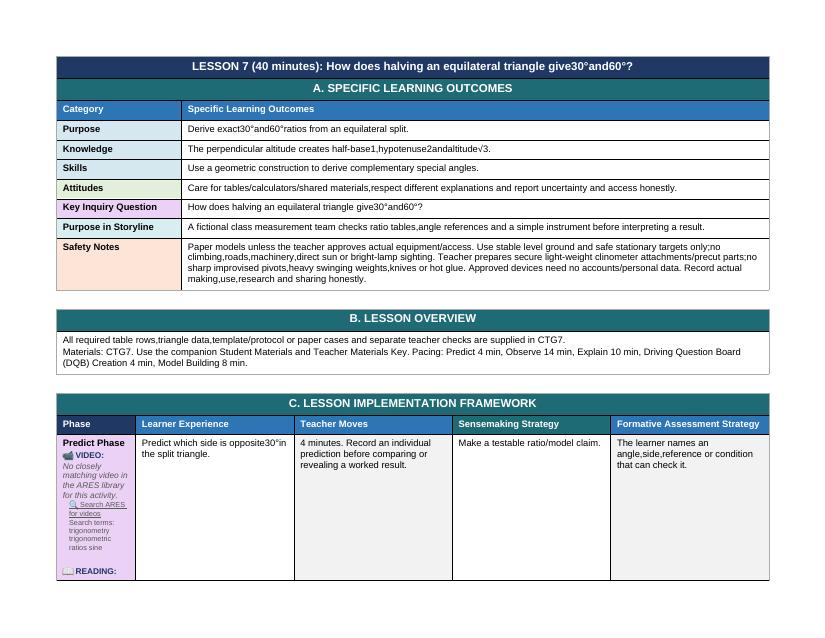 LESSON 7 (40 minutes): How does halving an equilateral triangle give30°and60°?
A. SPECIFIC LEARNING OUTCOMES
Category
Specific Learning Outcomes
Purpose
Derive exact30°and60°ratios from an equilateral split.
Knowledge
The perpendicular altitude creates half-base1,hypotenuse2andaltitude√3.
Skills
Use a geometric construction to derive complementary special angles.
Attitudes
Care for tables/calculators/shared materials,respect different explanations and report uncertainty and access honestly.
Key Inquiry Question
How does halving an equilateral triangle give30°and60°?
Purpose in Storyline
A fictional class measurement team checks ratio tables,angle references and a simple instrument before interpreting a result.
Safety Notes
Paper models unless the teacher approves actual equipment/access. Use stable level ground and safe stationary targets only;no
climbing,roads,machinery,direct sun or bright-lamp sighting. Teacher prepares secure light-weight clinometer attachments/precut parts;no
sharp improvised pivots,heavy swinging weights,knives or hot glue. Approved devices need no accounts/personal data. Record actual
making,use,research and sharing honestly.
B. LESSON OVERVIEW
All required table rows,triangle data,template/protocol or paper cases and separate teacher checks are supplied in CTG7.
Materials: CTG7. Use the companion Student Materials and Teacher Materials Key. Pacing: Predict 4 min, Observe 14 min, Explain 10 min, Driving Question Board
(DQB) Creation 4 min, Model Building 8 min.
C. LESSON IMPLEMENTATION FRAMEWORK
Phase
Learner Experience
Teacher Moves
Sensemaking Strategy
Formative Assessment Strategy
Predict Phase
📹 VIDEO:
No closely
matching video in
the ARES library
for this activity.
🔍 Search ARES
for videos
Search terms:
trigonometry
trigonometric
ratios sine
📖 READING:
Predict which side is opposite30°in
the split triangle.
4 minutes. Record an individual
prediction before comparing or
revealing a worked result.
Make a testable ratio/model claim.
The learner names an
angle,side,reference or condition
that can check it.